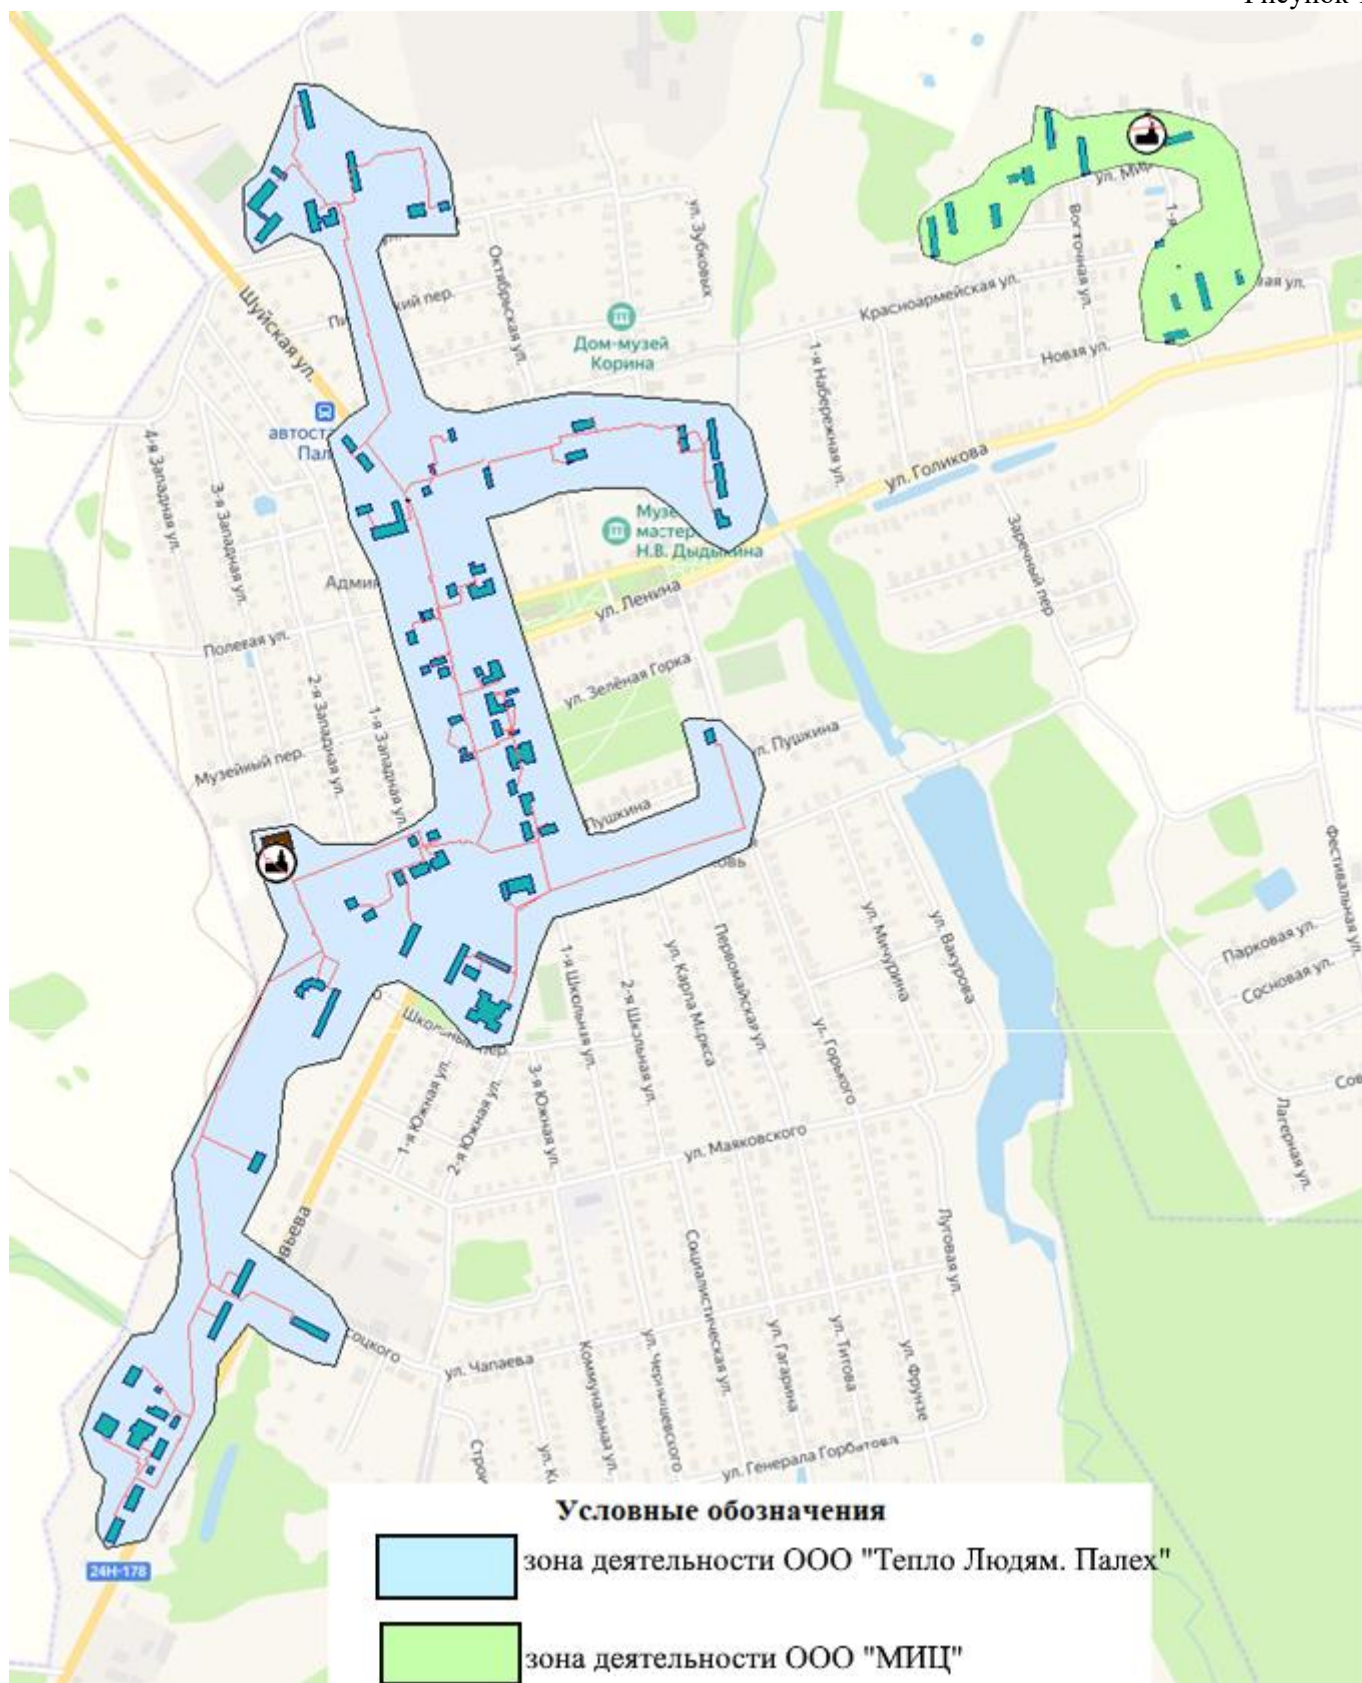 Шуйская ул.
Октябрьская ул.
ул. Зубковых
Дом-музей
Корина
Красноармейская ул.
Восточная ул.
Новая ул.
1-я Набережная ул.
ул. Голикова
Заречный пер
4-я Западная ул.
3-я Западная ул.
Полевая ул.
2-я Западная ул.
1-я Западная ул.
Музейный пер.
Н.В. Дыдыкина
ул. Ленина
ул. Зелёная Горка
ул. Пушкина
Пушкина
Фестивальная ул.
Парковая ул.
Сосновая ул.
Лагерная ул.
ул. Мичурина
ул. Вакурова
1-я Школьная ул.
2-я Школьная ул.
ул. Карла Маркса
Первомайская ул.
ул. Горького
1-я Южная ул.
2-я Южная ул.
3-я Южная ул.
ул. Маяковского
Луговая ул.
Социалистическая ул.
ул. Гагарина
ул. Титова
ул. Фрунзе
ул. Чапаева
Коммунальная ул.
ул. Чернышевского
ул. Генерала Горбатова
24Н-178
Условные обозначения
зона деятельности ООО "Тепло Людям. Палех"
зона деятельности ООО "МИЦ"